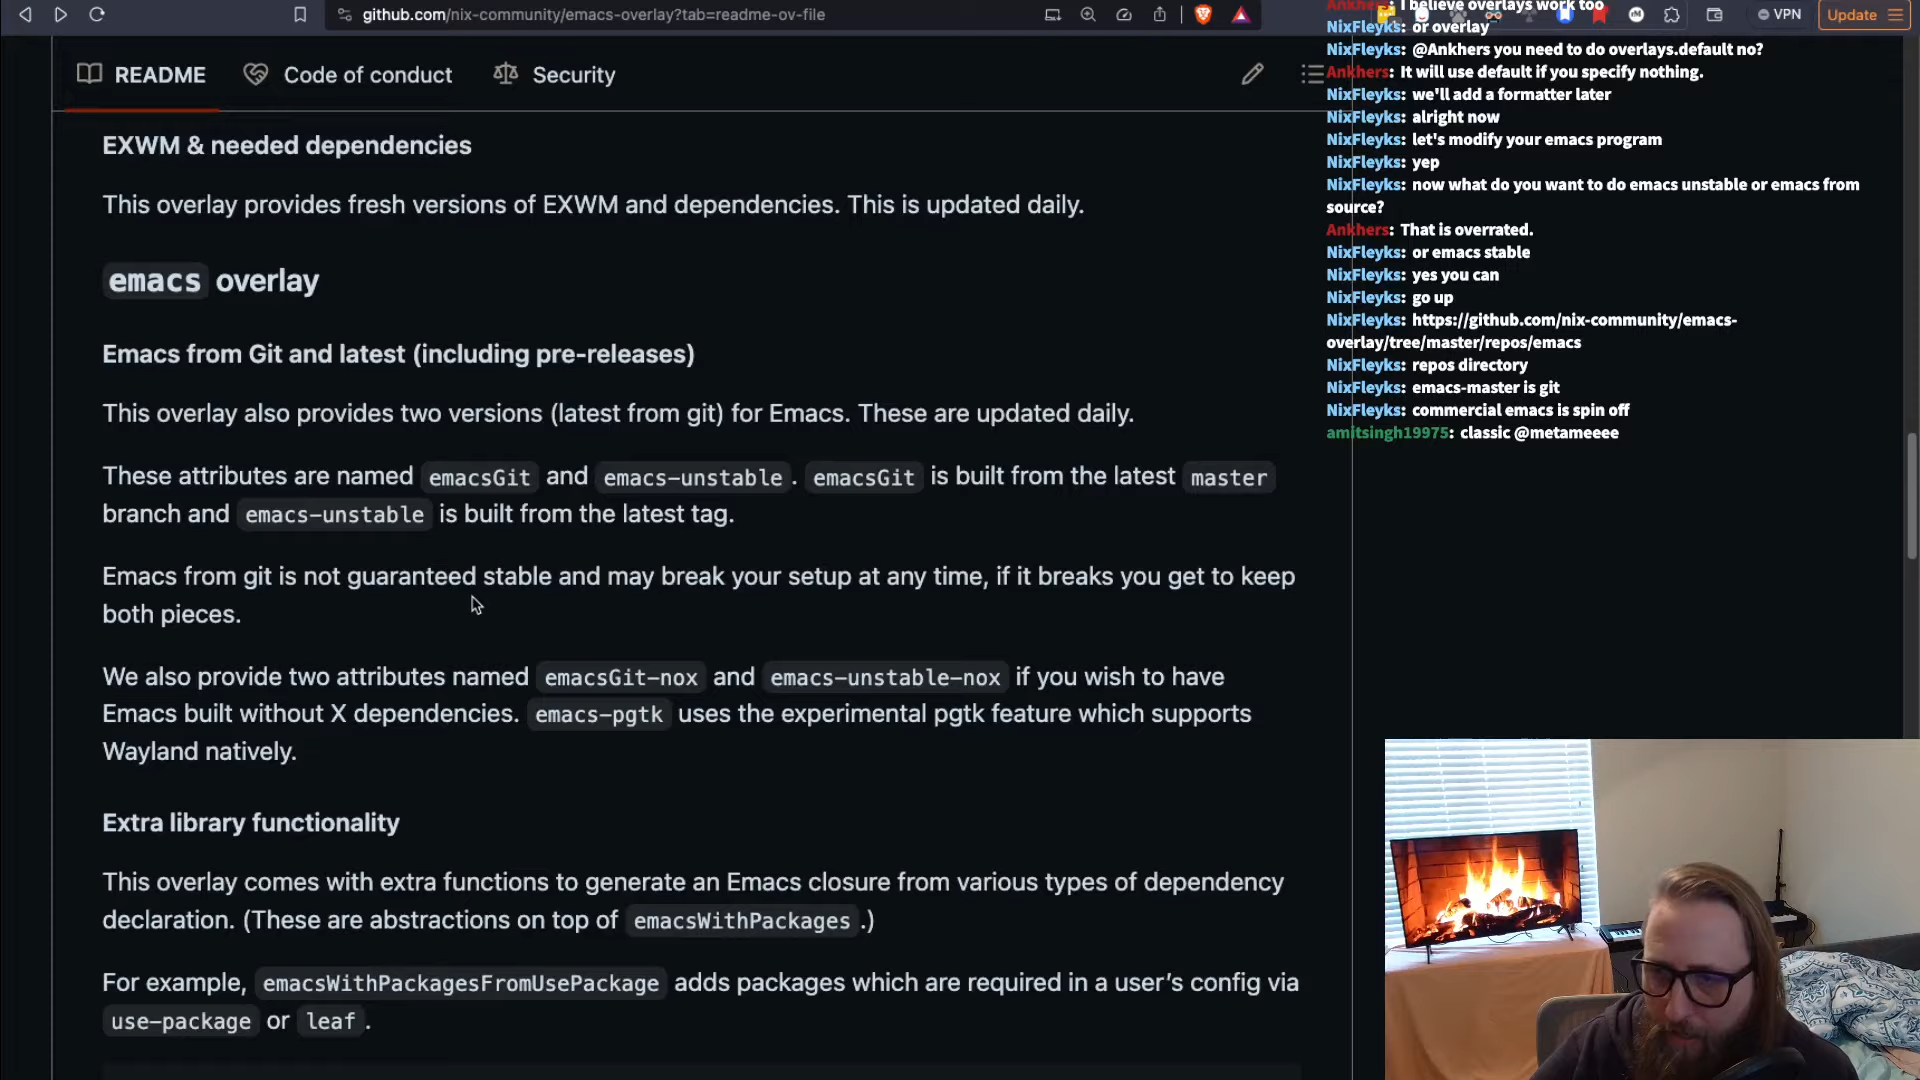 github.com/nix-community/emacs-overlay?tab=readme-ov-file
VPN
Update
README
Code of conduct
Security
EXWM & needed dependencies
This overlay provides fresh versions of EXWM and dependencies. This is updated daily.
emacs overlay
Emacs from Git and latest (including pre-releases)
This overlay also provides two versions (latest from git) for Emacs. These are updated daily.
These attributes are named emacsGit and emacs-unstable . emacsGit is built from the latest master
branch and emacs-unstable is built from the latest tag.
Emacs from git is not guaranteed stable and may break your setup at any time, if it breaks you get to keep
both pieces.
We also provide two attributes named emacsGit-nox and emacs-unstable-nox if you wish to have
Emacs built without X dependencies. emacs-pgtk uses the experimental pgtk feature which supports
Wayland natively.
Extra library functionality
This overlay comes with extra functions to generate an Emacs closure from various types of dependency
declaration. (These are abstractions on top of emacsWithPackages .)
For example, emacsWithPackagesFromUsePackage adds packages which are required in a user's config via
use-package or leaf .
Ankhers: I believe overlays work too
NixFleyks: or overlay
NixFleyks: @Ankhers you need to do overlays.default no?
Ankhers: It will use default if you specify nothing.
NixFleyks: we'll add a formatter later
NixFleyks: alright now
NixFleyks: let's modify your emacs program
NixFleyks: yep
NixFleyks: now what do you want to do emacs unstable or emacs from
source?
Ankhers: That is overrated.
NixFleyks: or emacs stable
NixFleyks: yes you can
NixFleyks: go up
NixFleyks: https://github.com/nix-community/emacs-
overlay/tree/master/repos/emacs
NixFleyks: repos directory
NixFleyks: emacs-master is git
NixFleyks: commercial emacs is spin off
amitsingh19975: classic @metameeee